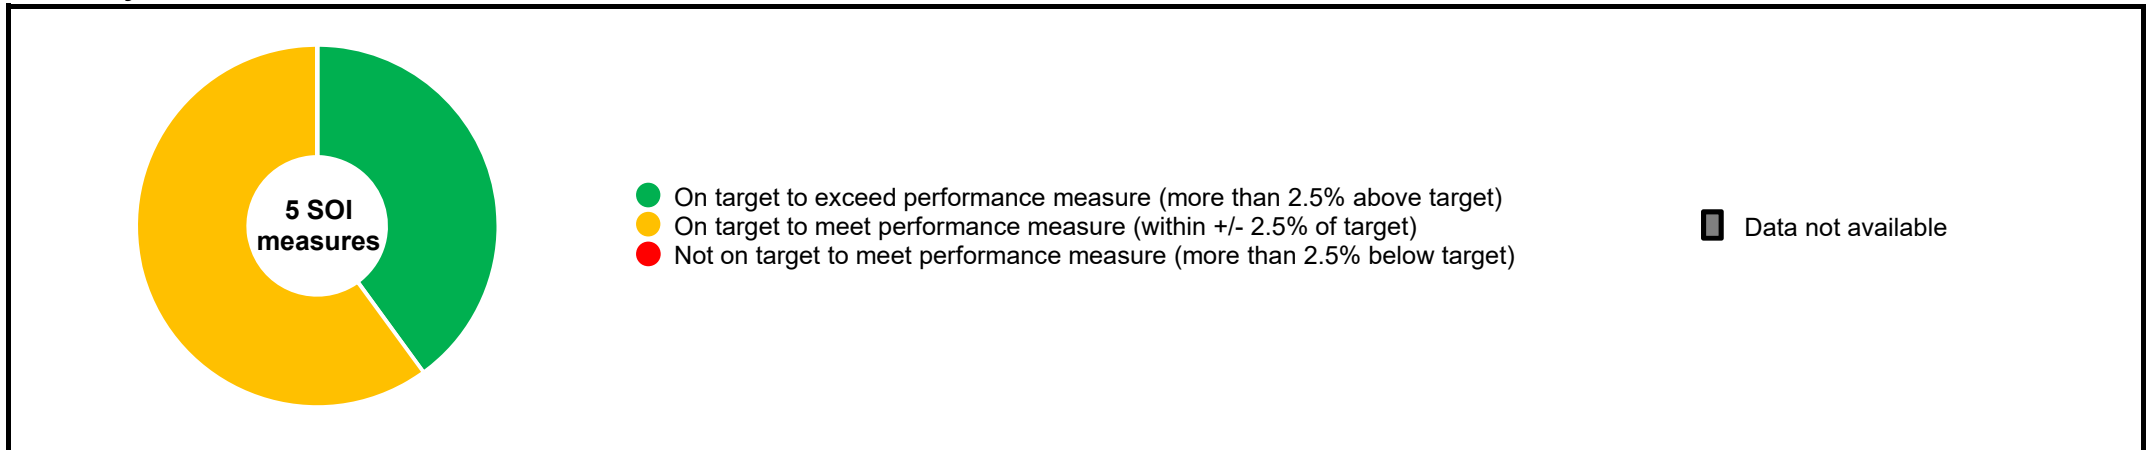 5 SOI
measures
On target to exceed performance measure (more than 2.5% above target)
On target to meet performance measure (within +/- 2.5% of target)
Not on target to meet performance measure (more than 2.5% below target)
Data not available